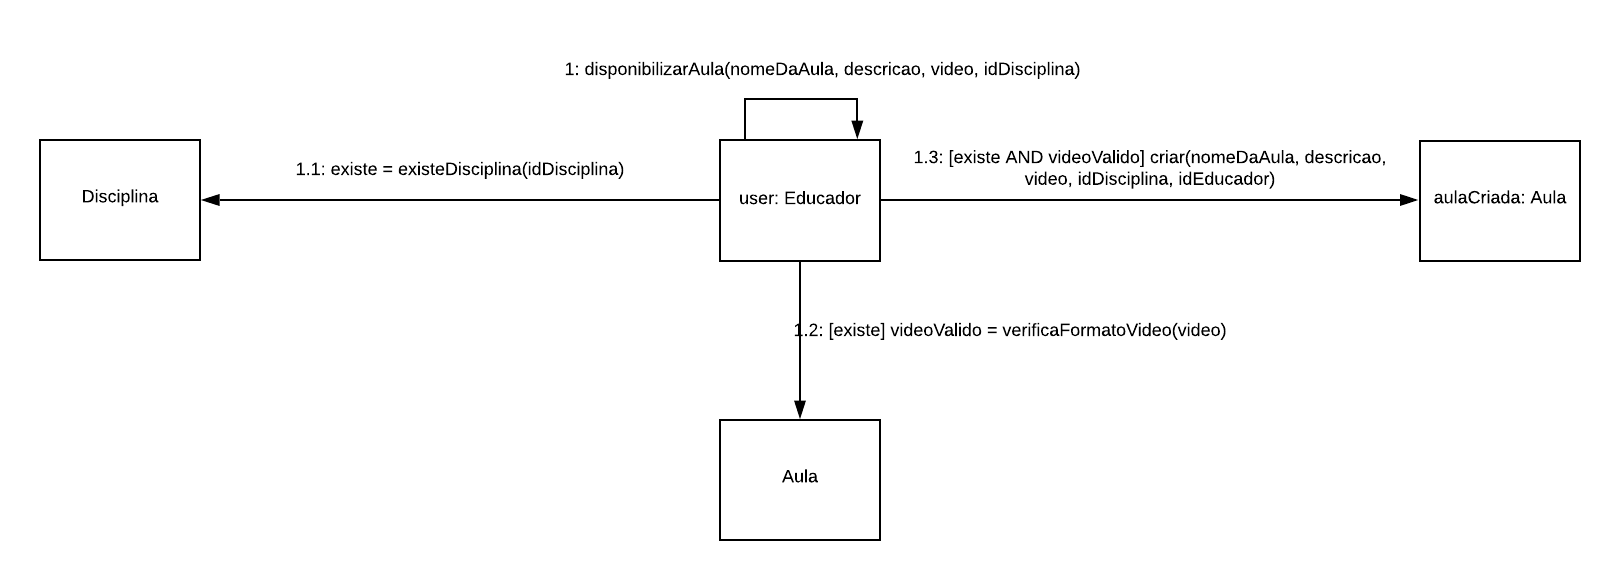 1: disponibilizarAula(nomeDaAula, descricao, video, idDisciplina)
Disciplina
1.1: existe = existeDisciplina(idDisciplina)
user: Educador
1.3: [existe AND videoValido] criar(nomeDaAula, descricao,
video, idDisciplina, idEducador)
aulaCriada: Aula
1.2: [existe] videoValido = verificaFormatoVideo(video)
Aula